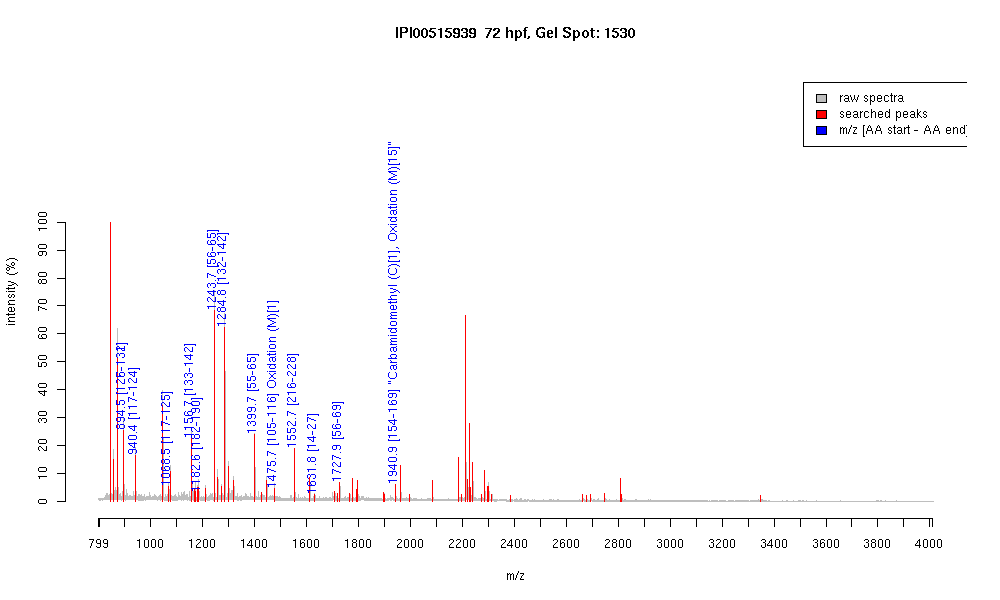 IPI00515939 72 hpf, Gel Spot: 1530
raw spectra
searched peaks
m/z [AA start - AA end]
intensity (%)
100
90
80
70
60
50
40
30
20
10
0
894.5 [126-132]
940.4 [117-124]
1068.5 [117-125]
1156.7 [133-142]
1182.6 [182-190]
1243.7 [56-65]
1284.8 [132-142]
1399.7 [55-65]
1475.7 [105-116] Oxidation (M)[1]
1552.7 [216-228]
1631.8 [14-27]
1727.9 [56-69]
1940.9 [154-169] "Carbamidomethyl (C)[1], Oxidation (M)[15]"
799 1000 1200 1400 1600 1800 2000 2200 2400 2600 2800 3000 3200 3400 3600 3800 4000
m/z